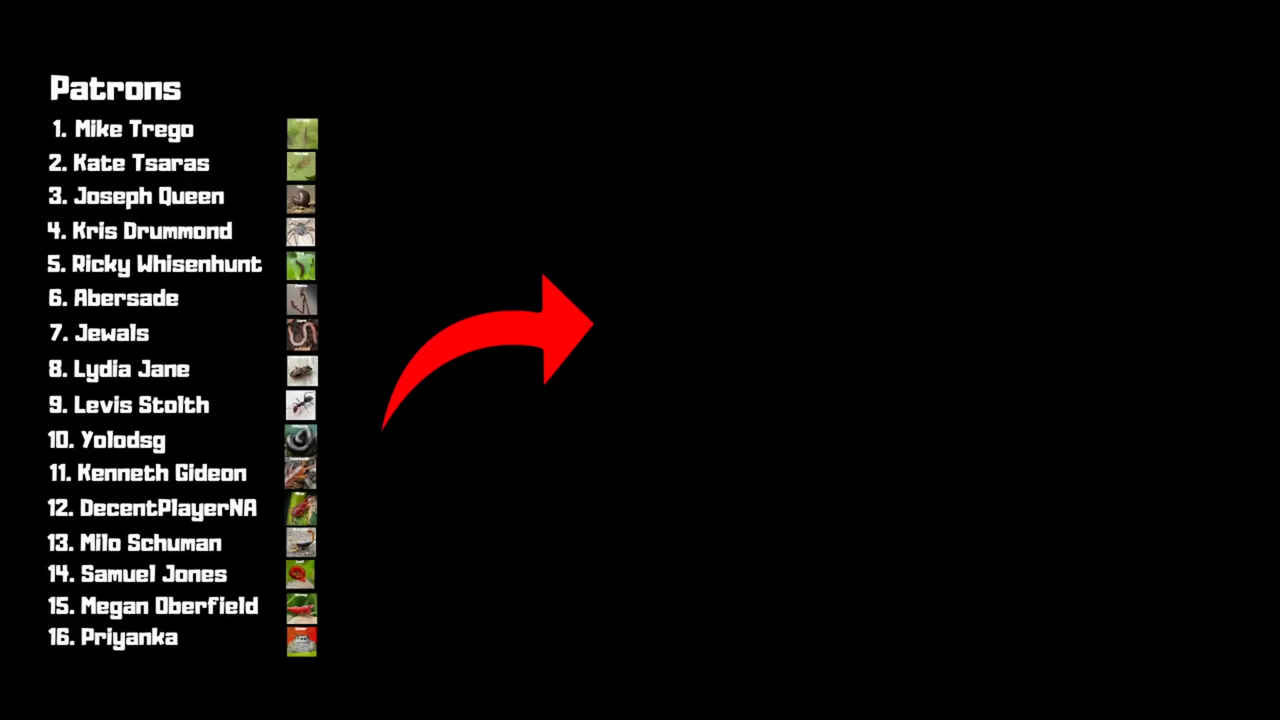 Patrons
1. Mike Trego
2. Kate Tsaras
3. Joseph Queen
4. Kris Drummond
5. Ricky Whisenhunt
6. Abersade
7. Jewals
8. Lydia Jane
9. Levis Stolth
10. Yolodsg
11. Kenneth Gideon
12. DecentPlayerNA
13. Milo Schuman
14. Samuel Jones
15. Megan Oberfield
16. Priyanka